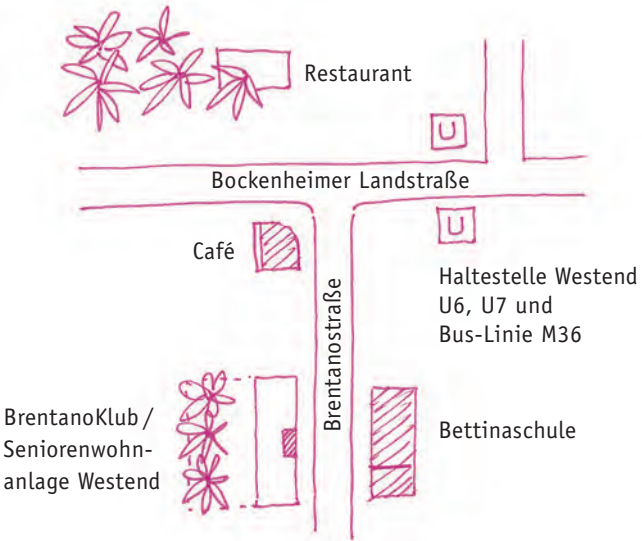 Restaurant
U
Bockenheimer Landstraße
U
Café
Haltestelle Westend
U6, U7 und
Bus-Linie M36
Brentanostraße
BrentanoKlub /
Seniorenwohn-
anlage Westend
Bettinaschule